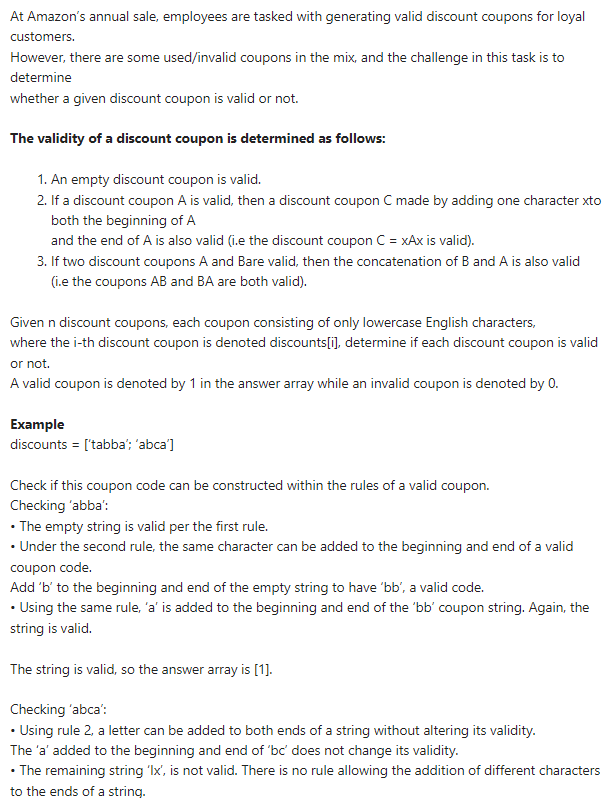 At Amazon's annual sale, employees are tasked with generating valid discount coupons for loyal
customers.
However, there are some used/invalid coupons in the mix, and the challenge in this task is to
determine
whether a given discount coupon is valid or not.
The validity of a discount coupon is determined as follows:
1. An empty discount coupon is valid.
2. If a discount coupon A is valid, then a discount coupon C made by adding one character xto
both the beginning of A
and the end of A is also valid (i.e the discount coupon C = xAx is valid).
3. If two discount coupons A and Bare valid, then the concatenation of B and A is also valid
(i.e the coupons AB and BA are both valid).
Given n discount coupons, each coupon consisting of only lowercase English characters,
where the i-th discount coupon is denoted discounts[i], determine if each discount coupon is valid
or not.
A valid coupon is denoted by 1 in the answer array while an invalid coupon is denoted by 0.
Example
discounts = ['tabba'; 'abca']
Check if this coupon code can be constructed within the rules of a valid coupon.
Checking 'abba':
• The empty string is valid per the first rule.
• Under the second rule, the same character can be added to the beginning and end of a valid
coupon code.
Add 'b' to the beginning and end of the empty string to have 'bb', a valid code.
• Using the same rule, 'a' is added to the beginning and end of the 'bb' coupon string. Again, the
string is valid.
The string is valid, so the answer array is [1].
Checking 'abca':
• Using rule 2, a letter can be added to both ends of a string without altering its validity.
The 'a' added to the beginning and end of 'bc' does not change its validity.
• The remaining string 'lx', is not valid. There is no rule allowing the addition of different characters
to the ends of a string.